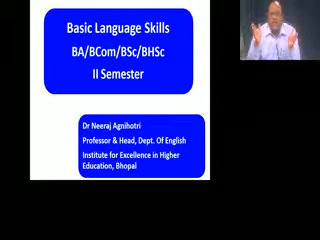 Basic Language Skills
BA/BCom/BSc/BHSc
II Semester
Dr Neeraj Agnihotri
Professor & Head, Dept. Of English
Institute for Excellence in Higher
Education, Bhopal